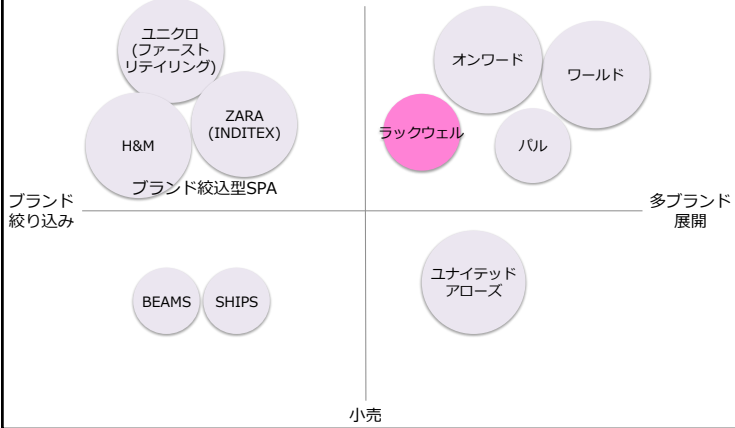 ユニクロ
(ファースト
リテイリング)
オンワード
ワールド
ZARA
(INDITEX)
H&M
ラックウェル
パル
ブランド絞込型SPA
ブランド
絞り込み
多ブランド
展開
BEAMS
SHIPS
ユナイテッド
アローズ
小売